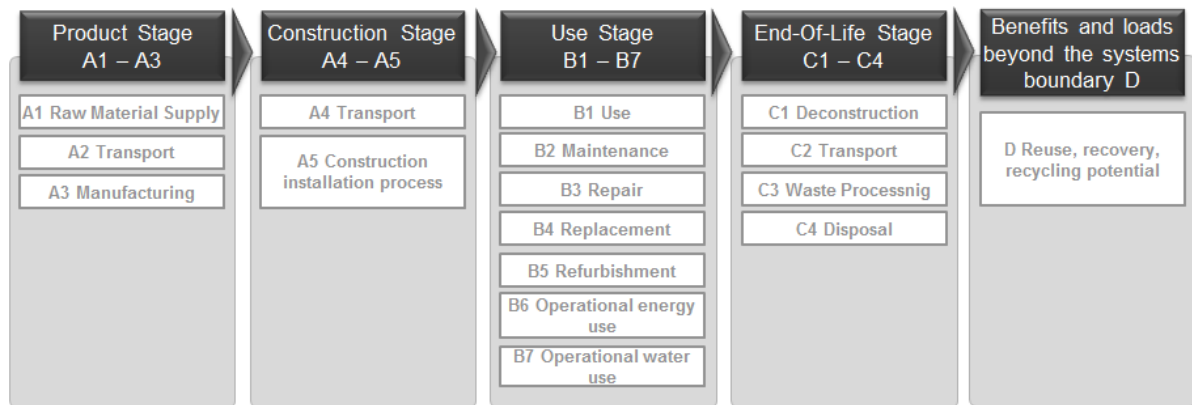 Product Stage
A1 – A3
A1 Raw Material Supply
A2 Transport
A3 Manufacturing
Construction Stage
A4 – A5
A4 Transport
A5 Construction
installation process
Use Stage
B1 – B7
B1 Use
B2 Maintenance
B3 Repair
B4 Replacement
B5 Refurbishment
B6 Operational energy
use
B7 Operational water
use
End-Of-Life Stage
C1 – C4
C1 Deconstruction
C2 Transport
C3 Waste Processnig
C4 Disposal
Benefits and loads
beyond the systems
boundary D
D Reuse, recovery,
recycling potential